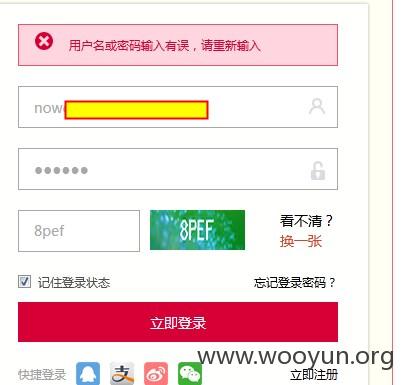 用户名或密码输入有误，请重新输入
now
●●●●●●
8pef
8PEF
看不清？
换一张
记住登录状态
忘记登录密码？
立即登录
www.wooyun.org
快捷登录
立即注册